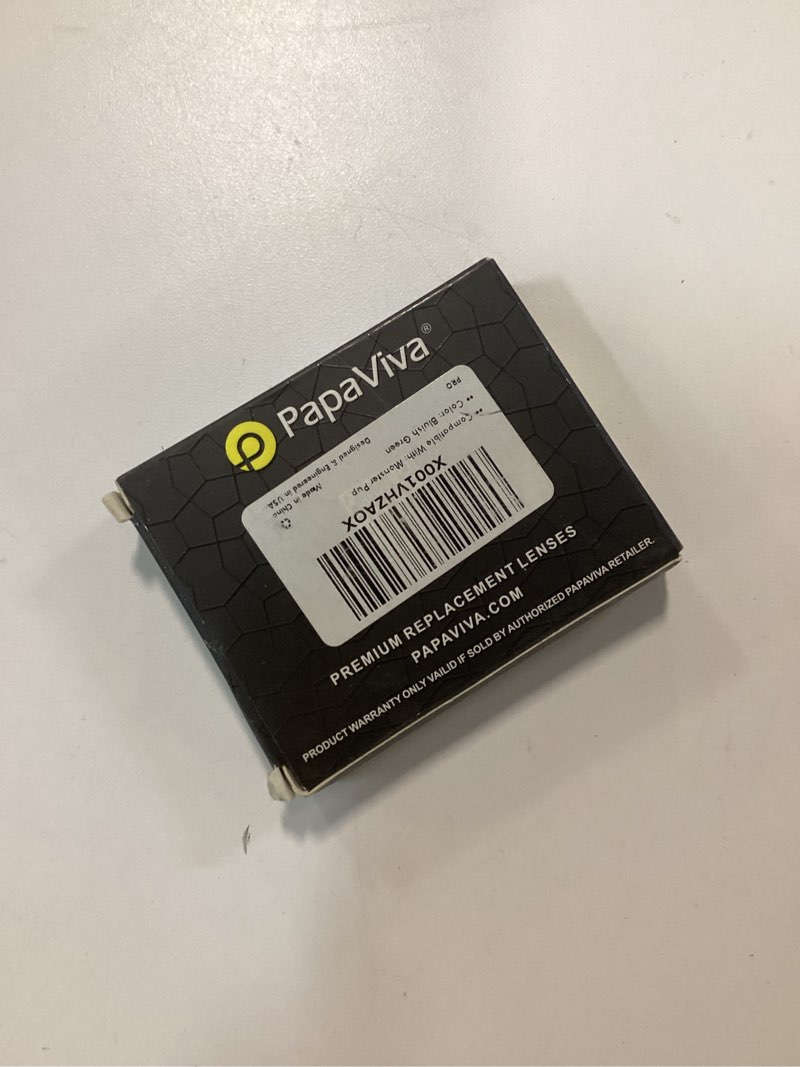 PapaViva®
X001VHZAOX
Compatible With: Monster Pup
Color: Bluish Green
PRO
Designed & Engineered in USA
Made in China
PREMIUM REPLACEMENT LENSES
PAPAVIVA.COM
PRODUCT WARRANTY ONLY VAILID IF SOLD BY AUTHORIZED PAPAVIVA RETAILER.